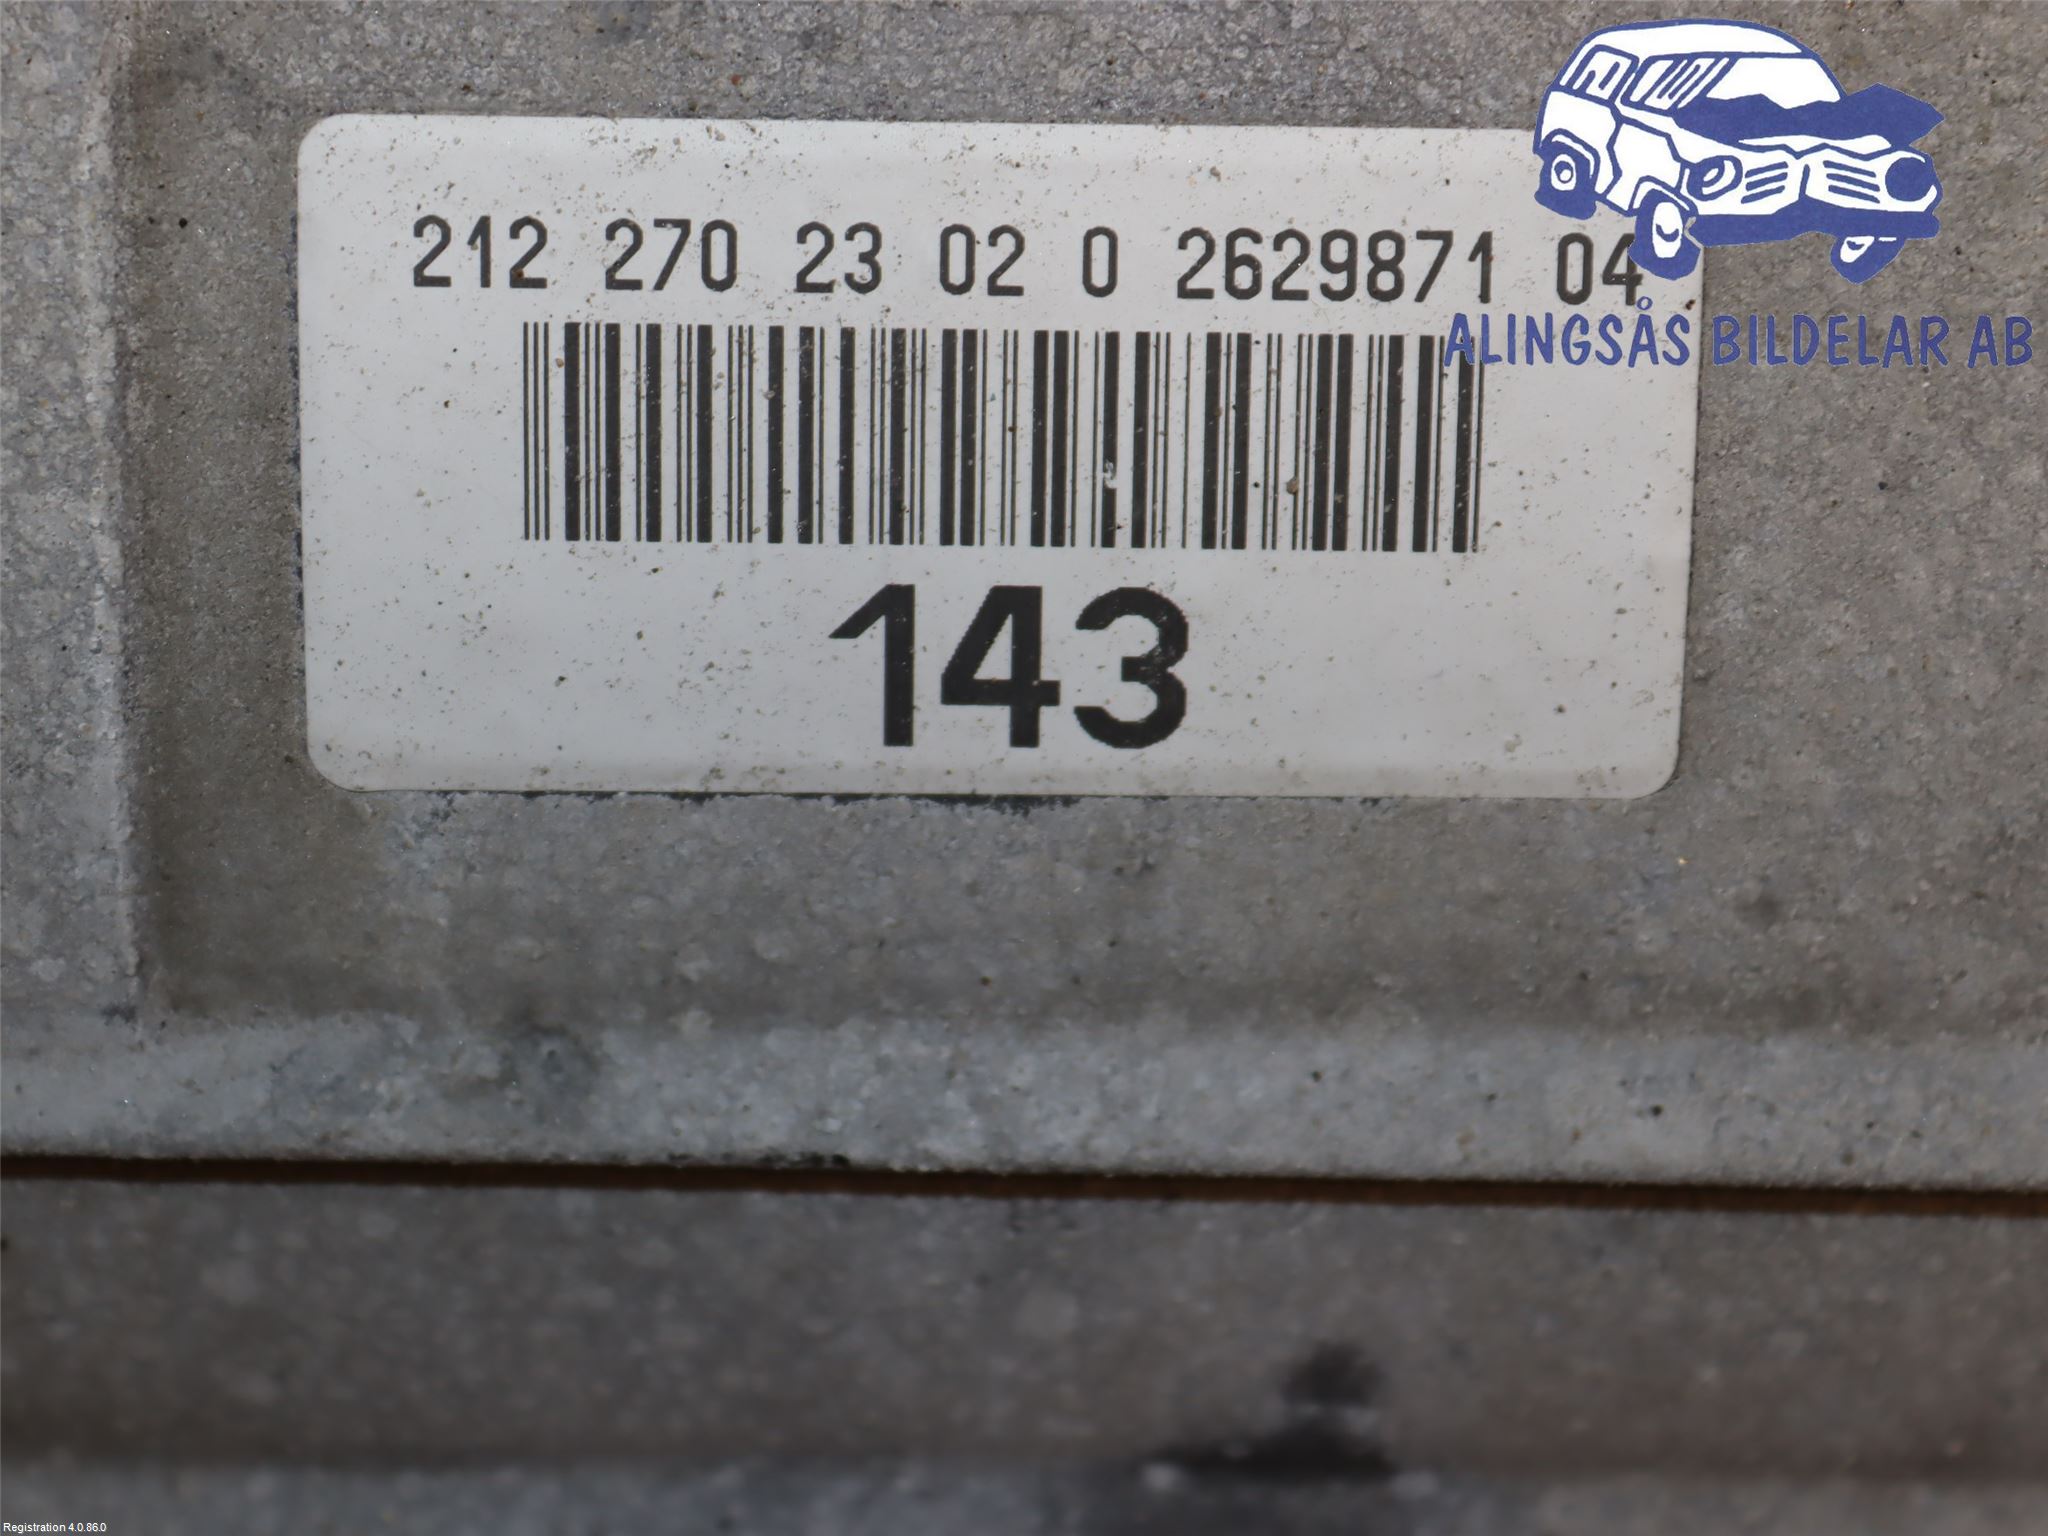 212 270 23 02 0 2629871 04
ALINGSÅS BILDELAR AB
143
Registration 4.0.86.0